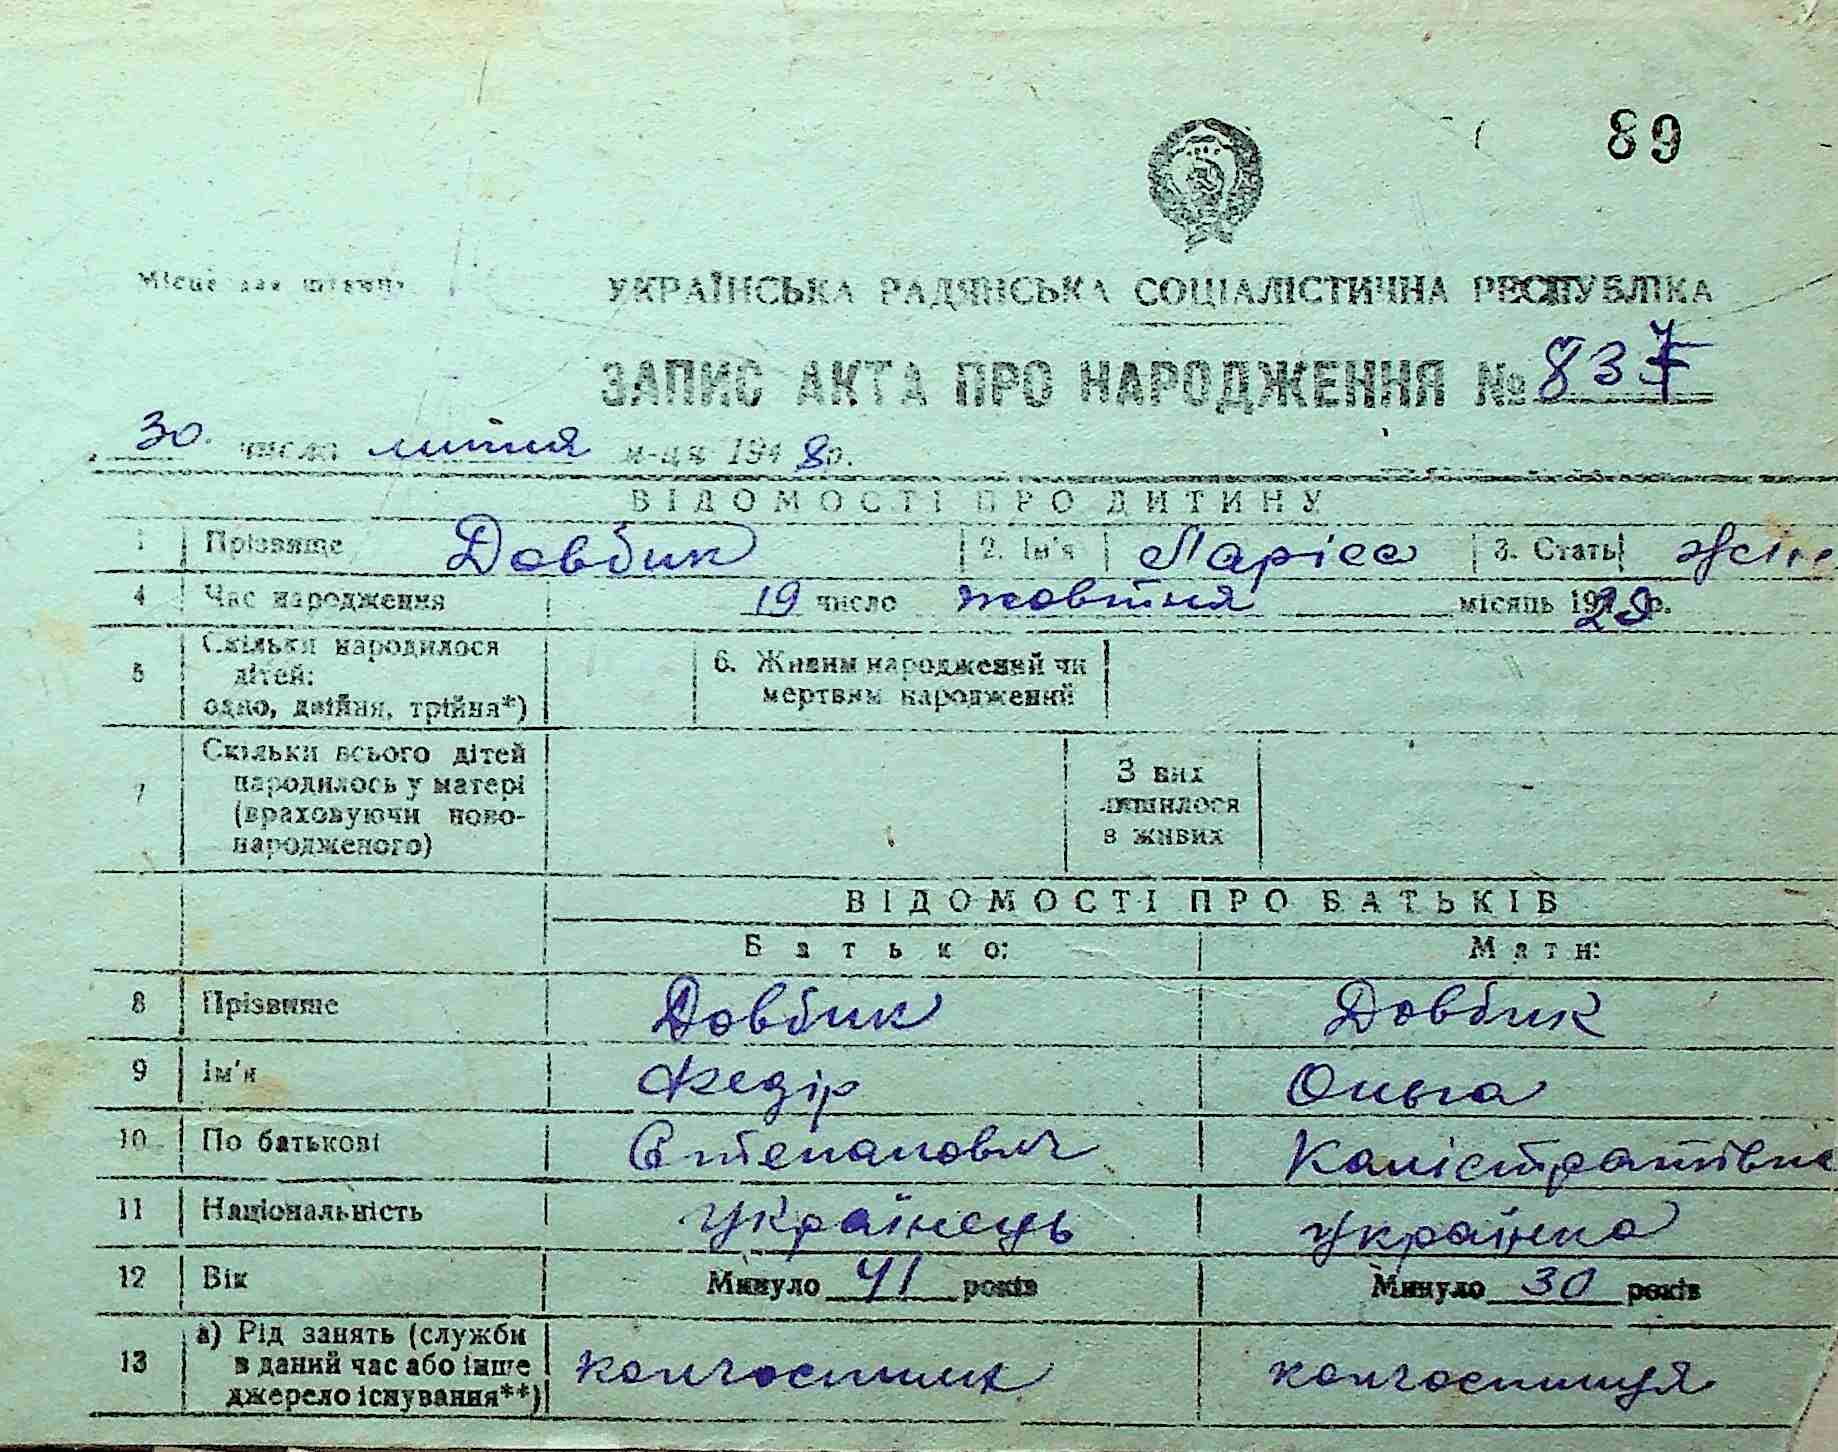 89
Місце для штампа
УКРАЇНСЬКА РАДЯНСЬКА СОЦІАЛІСТИЧНА РЕСПУБЛІКА
ЗАПИС АКТА ПРО НАРОДЖЕННЯ № 837
30. числа липня м-ця 1948р.
ВІДОМОСТІ ПРО ДИТИНУ
1 Прізвище Довбик 2. Ім'я Ларіса 3. Стать жін
4 Час народження 19 число жовтня місяць 1928р.
5 Скільки народилося дітей: одно, двійня, трійня*) 6. Живим народжений чи мертвим народжений
7 Скільки всього дітей народилось у матері (враховуючи новонародженого) З них лишилося в живих
ВІДОМОСТІ ПРО БАТЬКІВ
Батько: Мати:
8 Прізвище Довбик Довбик
9 Ім'я Федір Ольга
10 По батькові Степанович Калістратівна
11 Національність Українець Українка
12 Вік Минуло 41 років Минуло 30 років
13 а) Рід занять (служби в даний час або інше джерело існування**) колгоспник колгоспниця